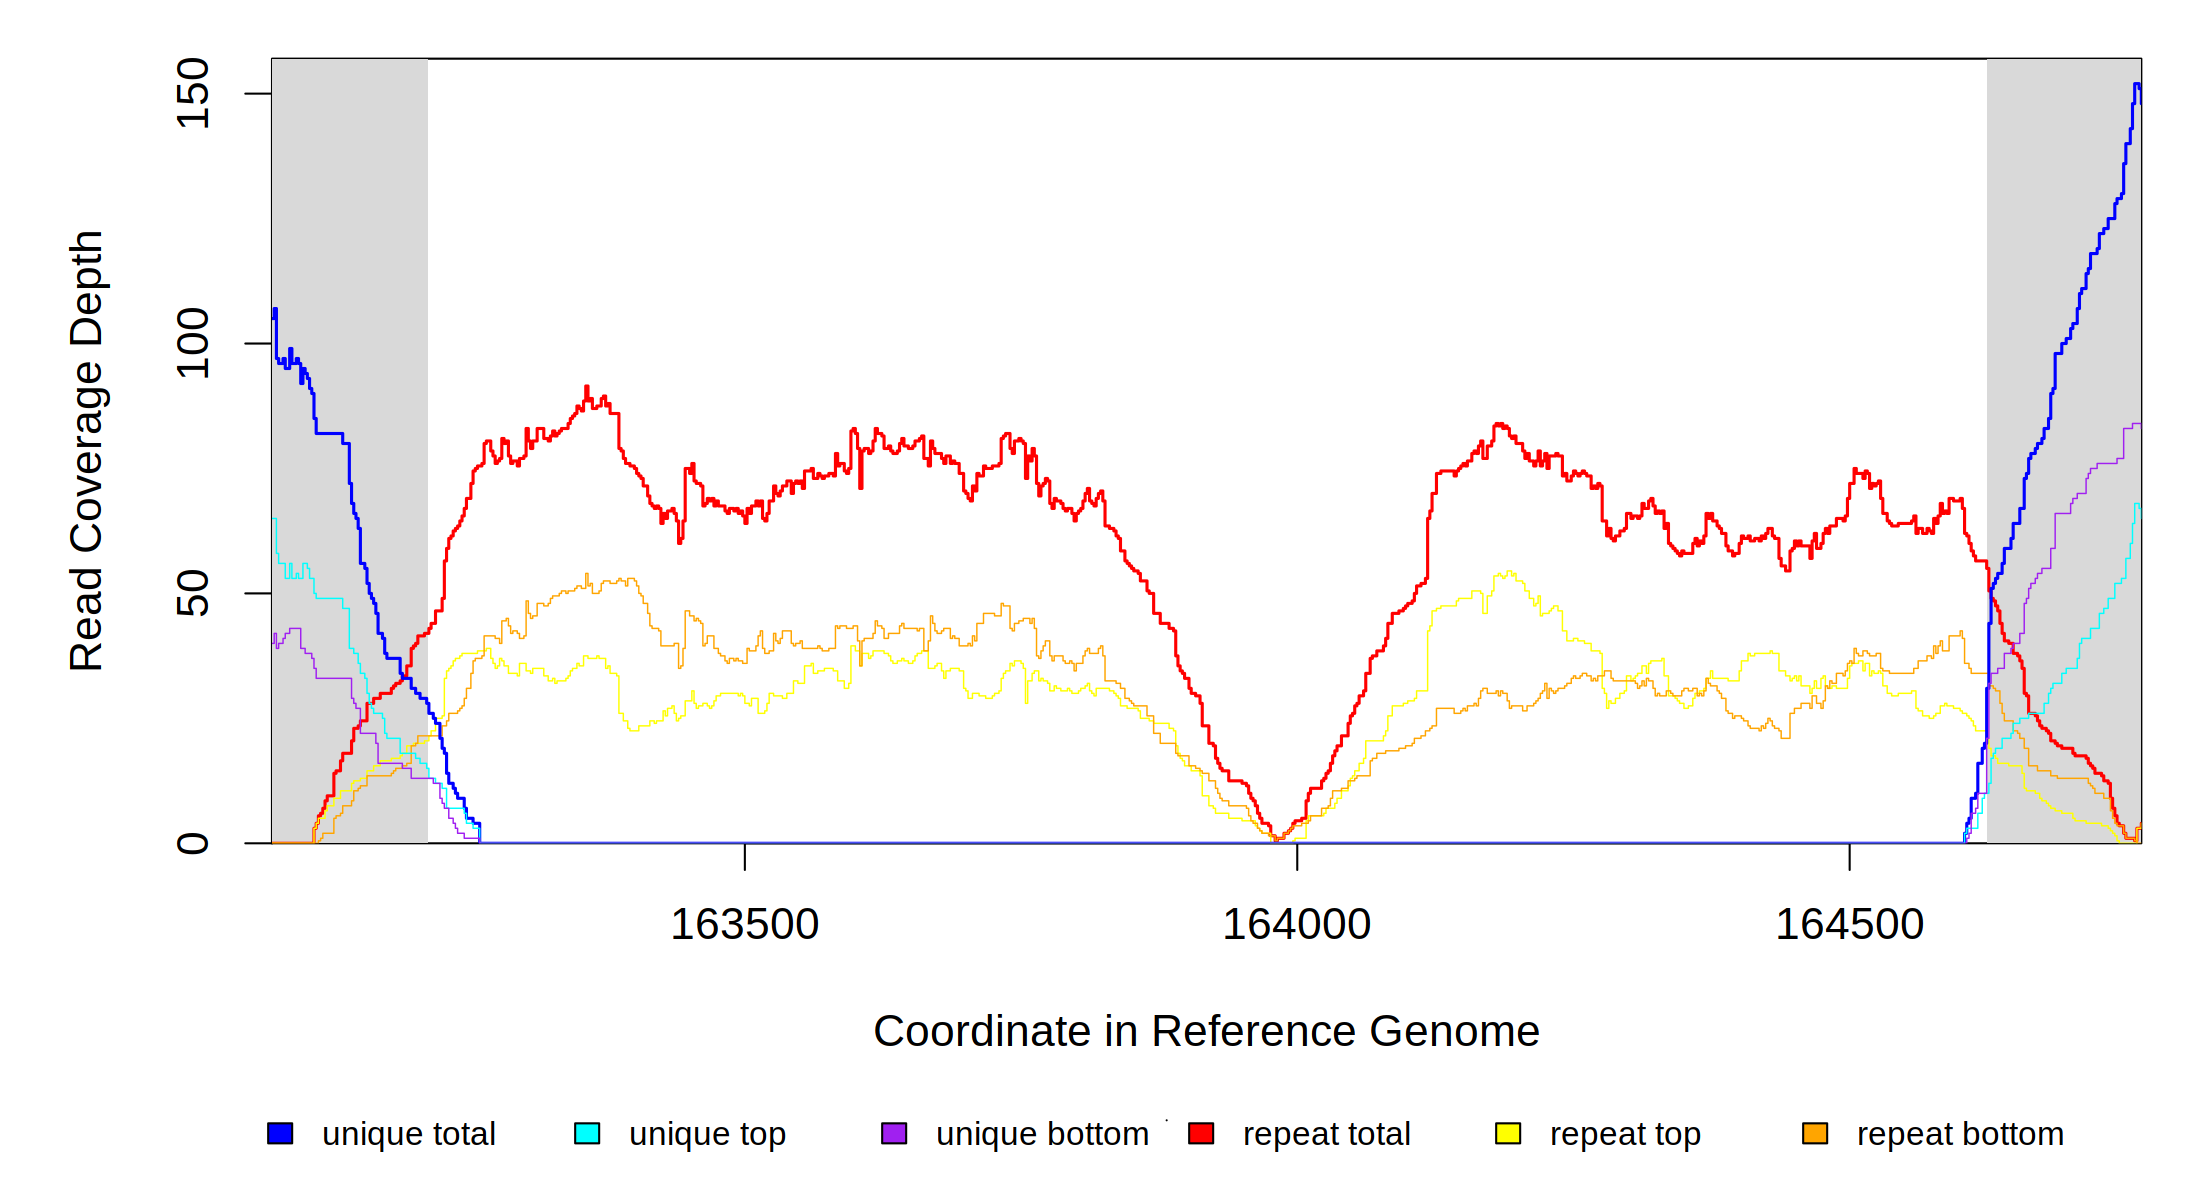 150
100
50
0
Read Coverage Depth
163500 164000 164500
Coordinate in Reference Genome
unique total unique top unique bottom repeat total repeat top repeat bottom